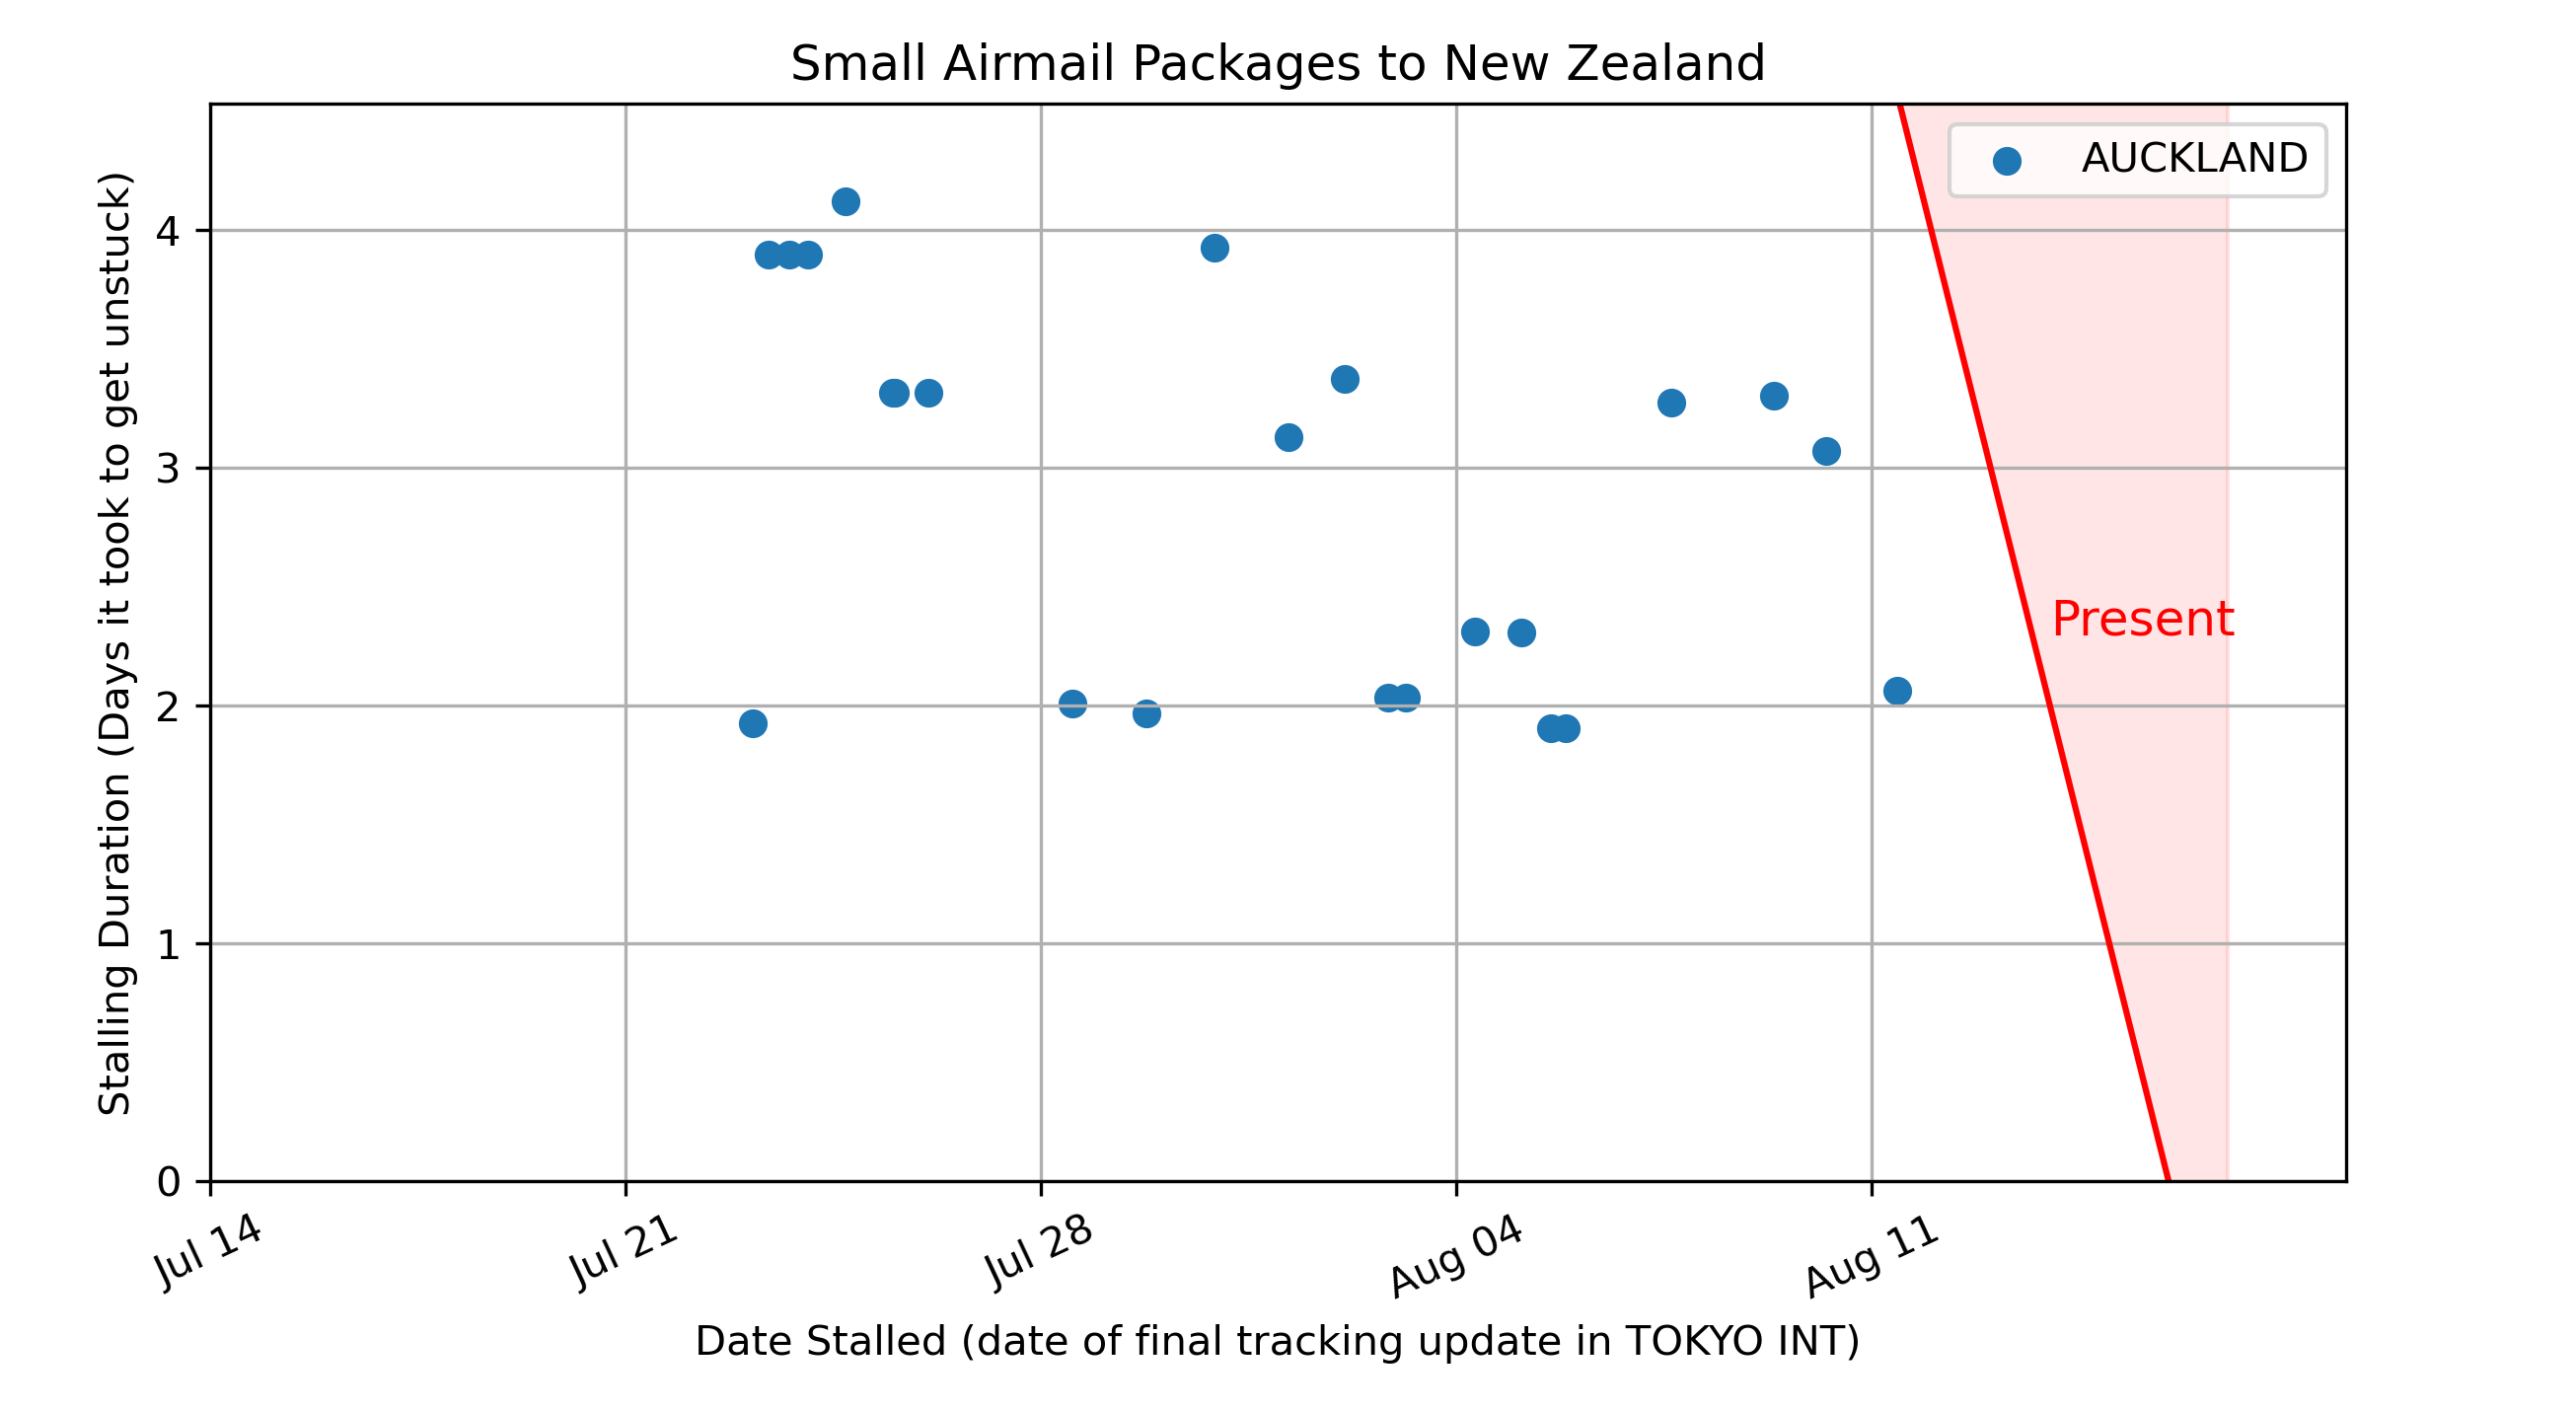 Small Airmail Packages to New Zealand
AUCKLAND
Stalling Duration (Days it took to get unstuck)
4
3
2
1
0
Present
Jul 14
Jul 21
Jul 28
Aug 04
Aug 11
Date Stalled (date of final tracking update in TOKYO INT)